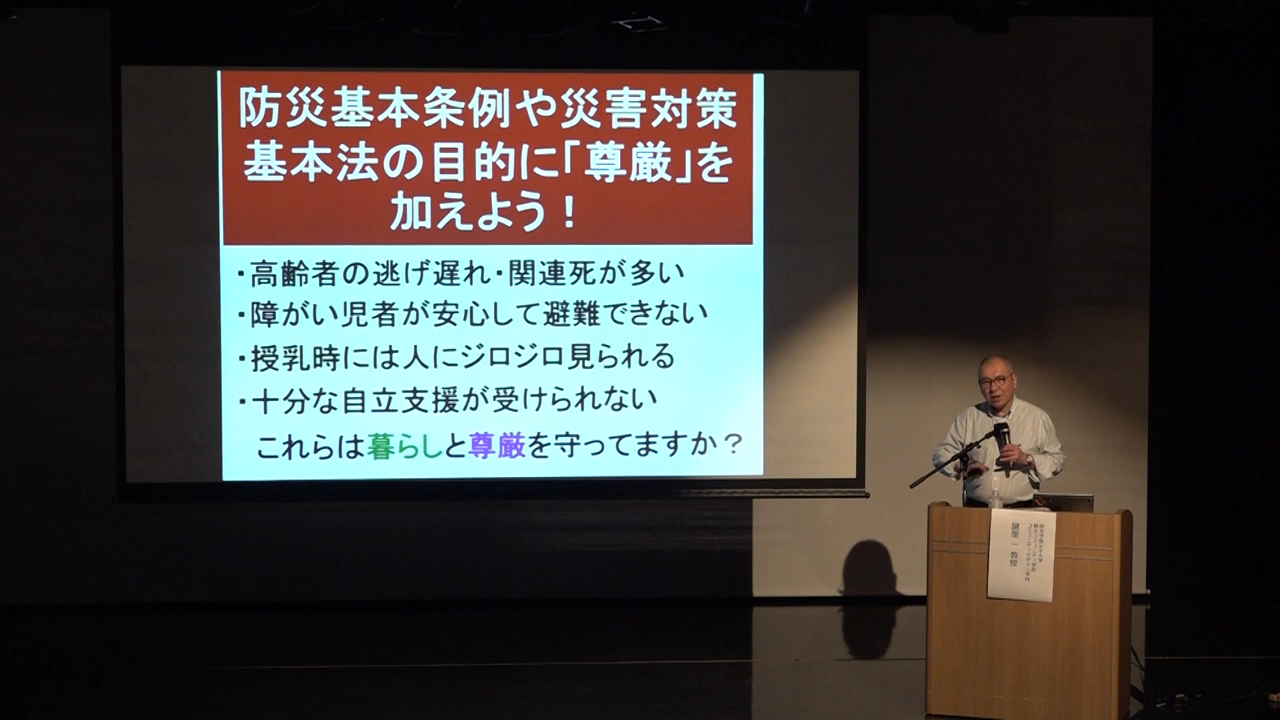 防災基本条例や災害対策
基本法の目的に「尊厳」を
加えよう！
・高齢者の逃げ遅れ・関連死が多い
・障がい児者が安心して避難できない
・授乳時には人にジロジロ見られる
・十分な自立支援が受けられない
これらは暮らしと尊厳を守ってますか？
鍵屋 一 教授